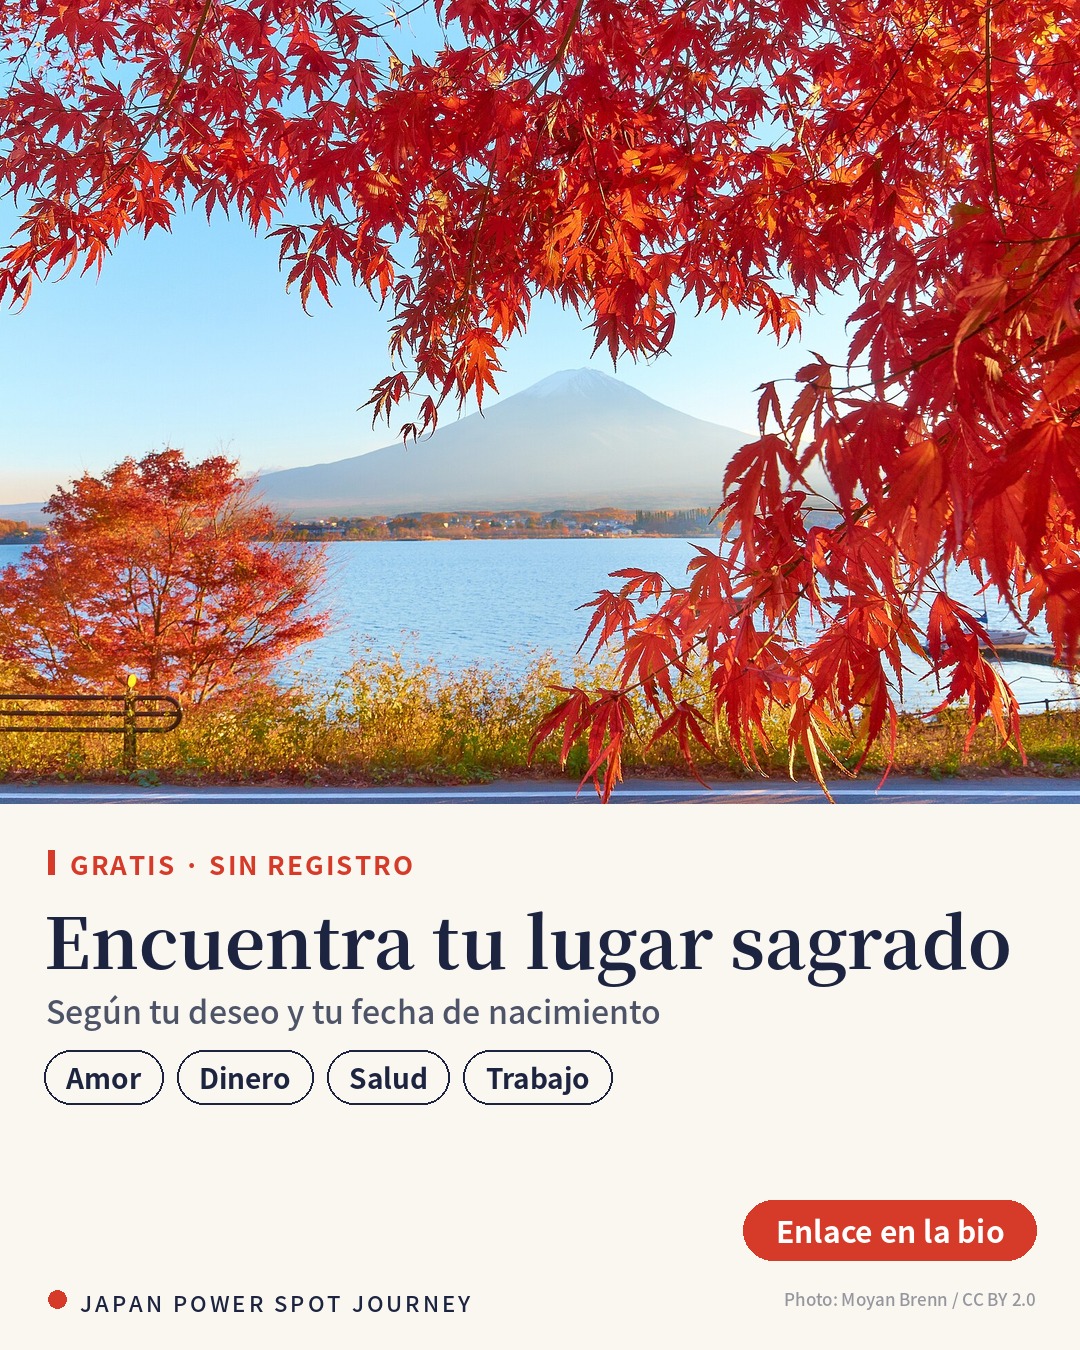 GRATIS · SIN REGISTRO
Encuentra tu lugar sagrado
Según tu deseo y tu fecha de nacimiento
Amor Dinero Salud Trabajo
Enlace en la bio
JAPAN POWER SPOT JOURNEY
Photo: Moyan Brenn / CC BY 2.0